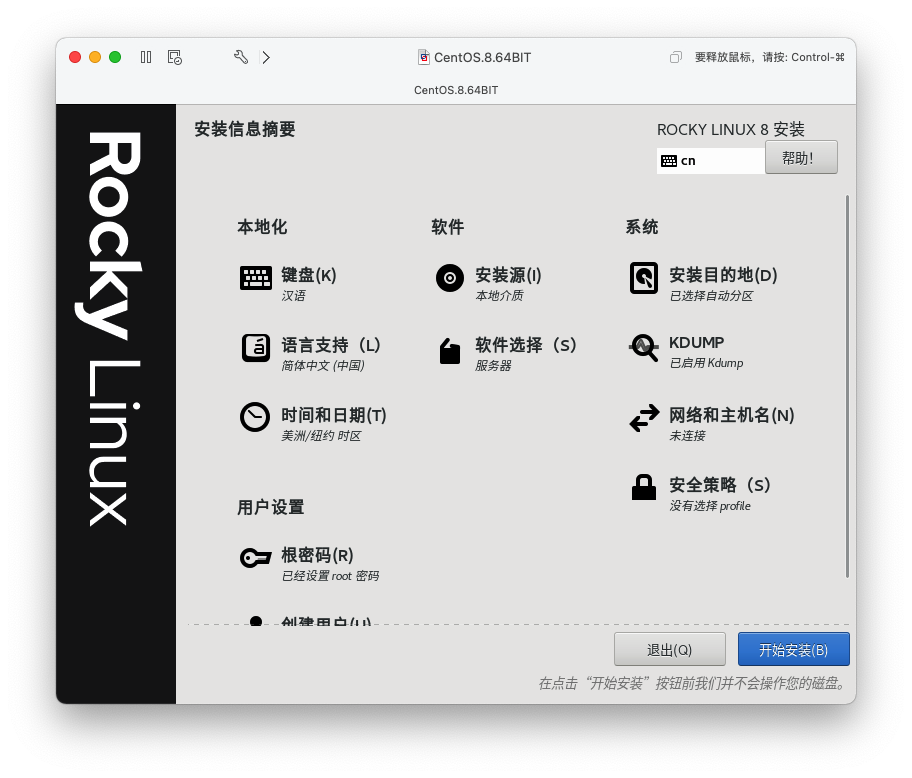 CentOS.8.64BIT
要释放鼠标，请按: Control-⌘
CentOS.8.64BIT
Rocky Linux
安装信息摘要
ROCKY LINUX 8 安装
cn
帮助！
本地化
键盘(K)
汉语
语言支持（L）
简体中文 (中国)
时间和日期(T)
美洲/纽约 时区
软件
安装源(I)
本地介质
软件选择（S）
服务器
系统
安装目的地(D)
已选择自动分区
KDUMP
已启用 Kdump
网络和主机名(N)
未连接
安全策略（S）
没有选择 profile
用户设置
根密码(R)
已经设置 root 密码
创建用户(U)
退出(Q)
开始安装(B)
在点击“开始安装”按钮前我们并不会操作您的磁盘。